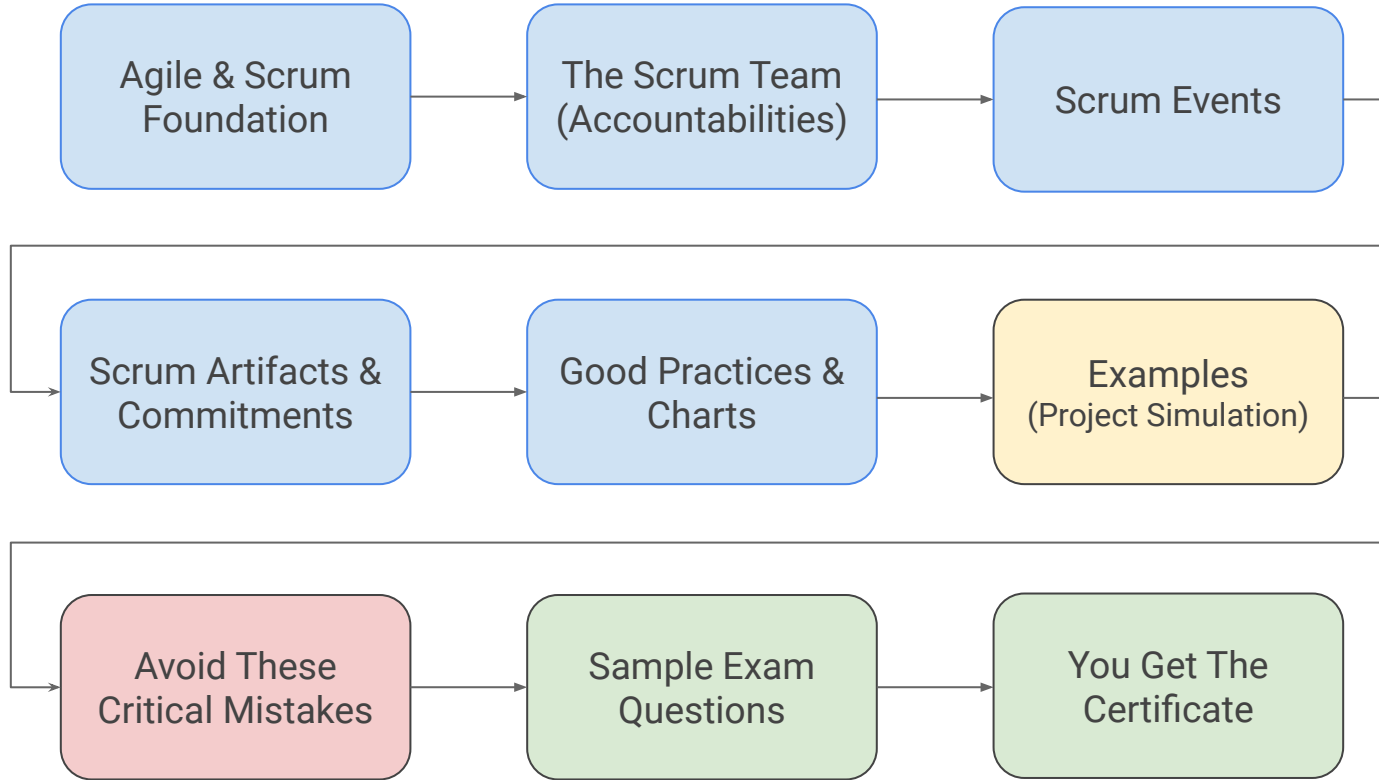 Agile & Scrum
Foundation
The Scrum Team
(Accountabilities)
Scrum Events
Scrum Artifacts &
Commitments
Good Practices &
Charts
Examples
(Project Simulation)
Avoid These
Critical Mistakes
Sample Exam
Questions
You Get The
Certificate